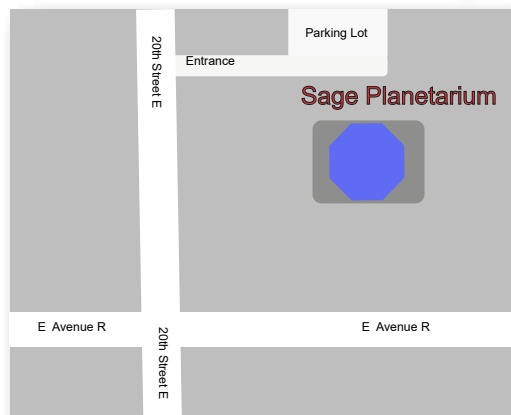 Parking Lot
20th Street E
Entrance
Sage Planetarium
E Avenue R
E Avenue R
20th Street E